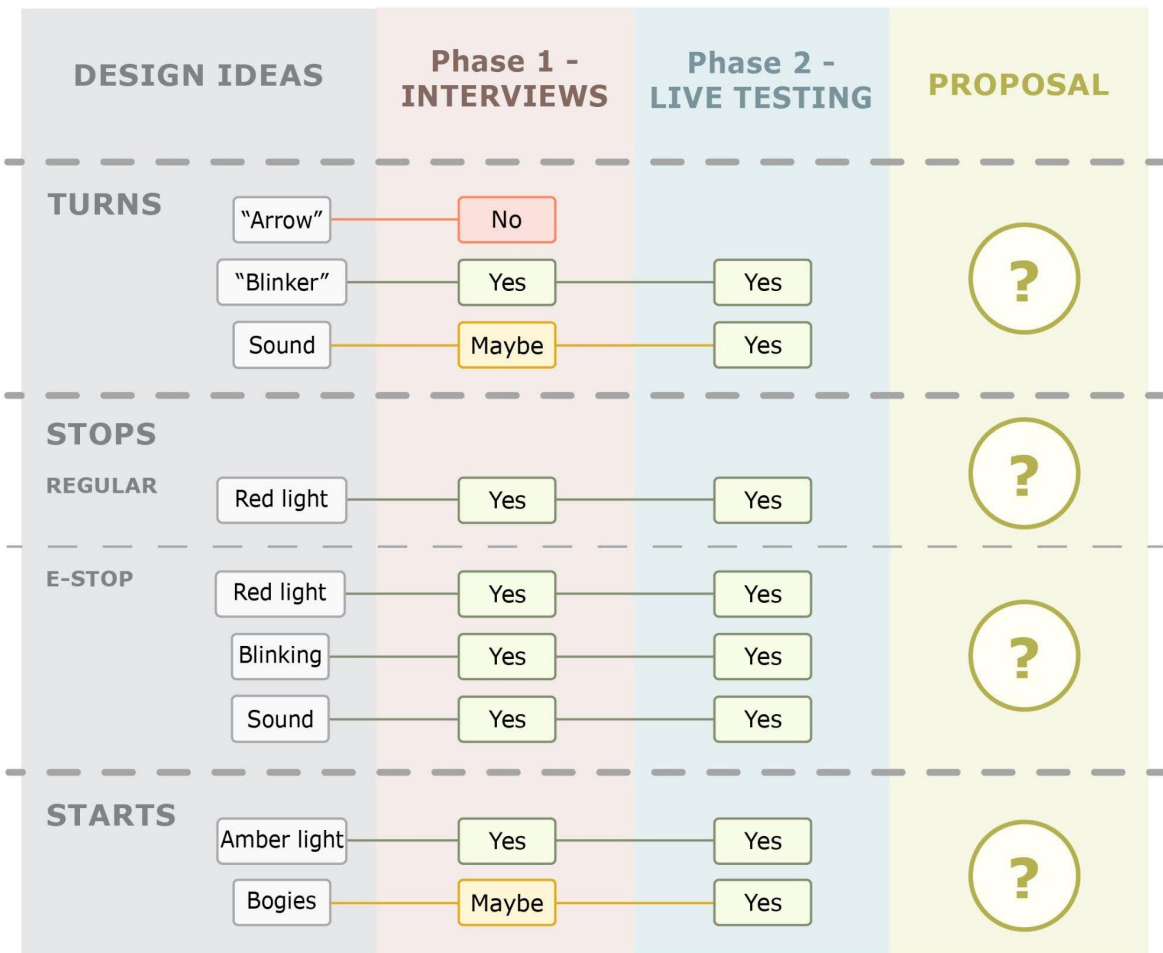 DESIGN IDEAS
Phase 1 -
INTERVIEWS
Phase 2 -
LIVE TESTING
PROPOSAL
TURNS
“Arrow”
No
“Blinker”
Yes
Yes
Sound
Maybe
Yes
?
STOPS
REGULAR
Red light
Yes
Yes
?
E-STOP
Red light
Yes
Yes
Blinking
Yes
Yes
Sound
Yes
Yes
?
STARTS
Amber light
Yes
Yes
Bogies
Maybe
Yes
?